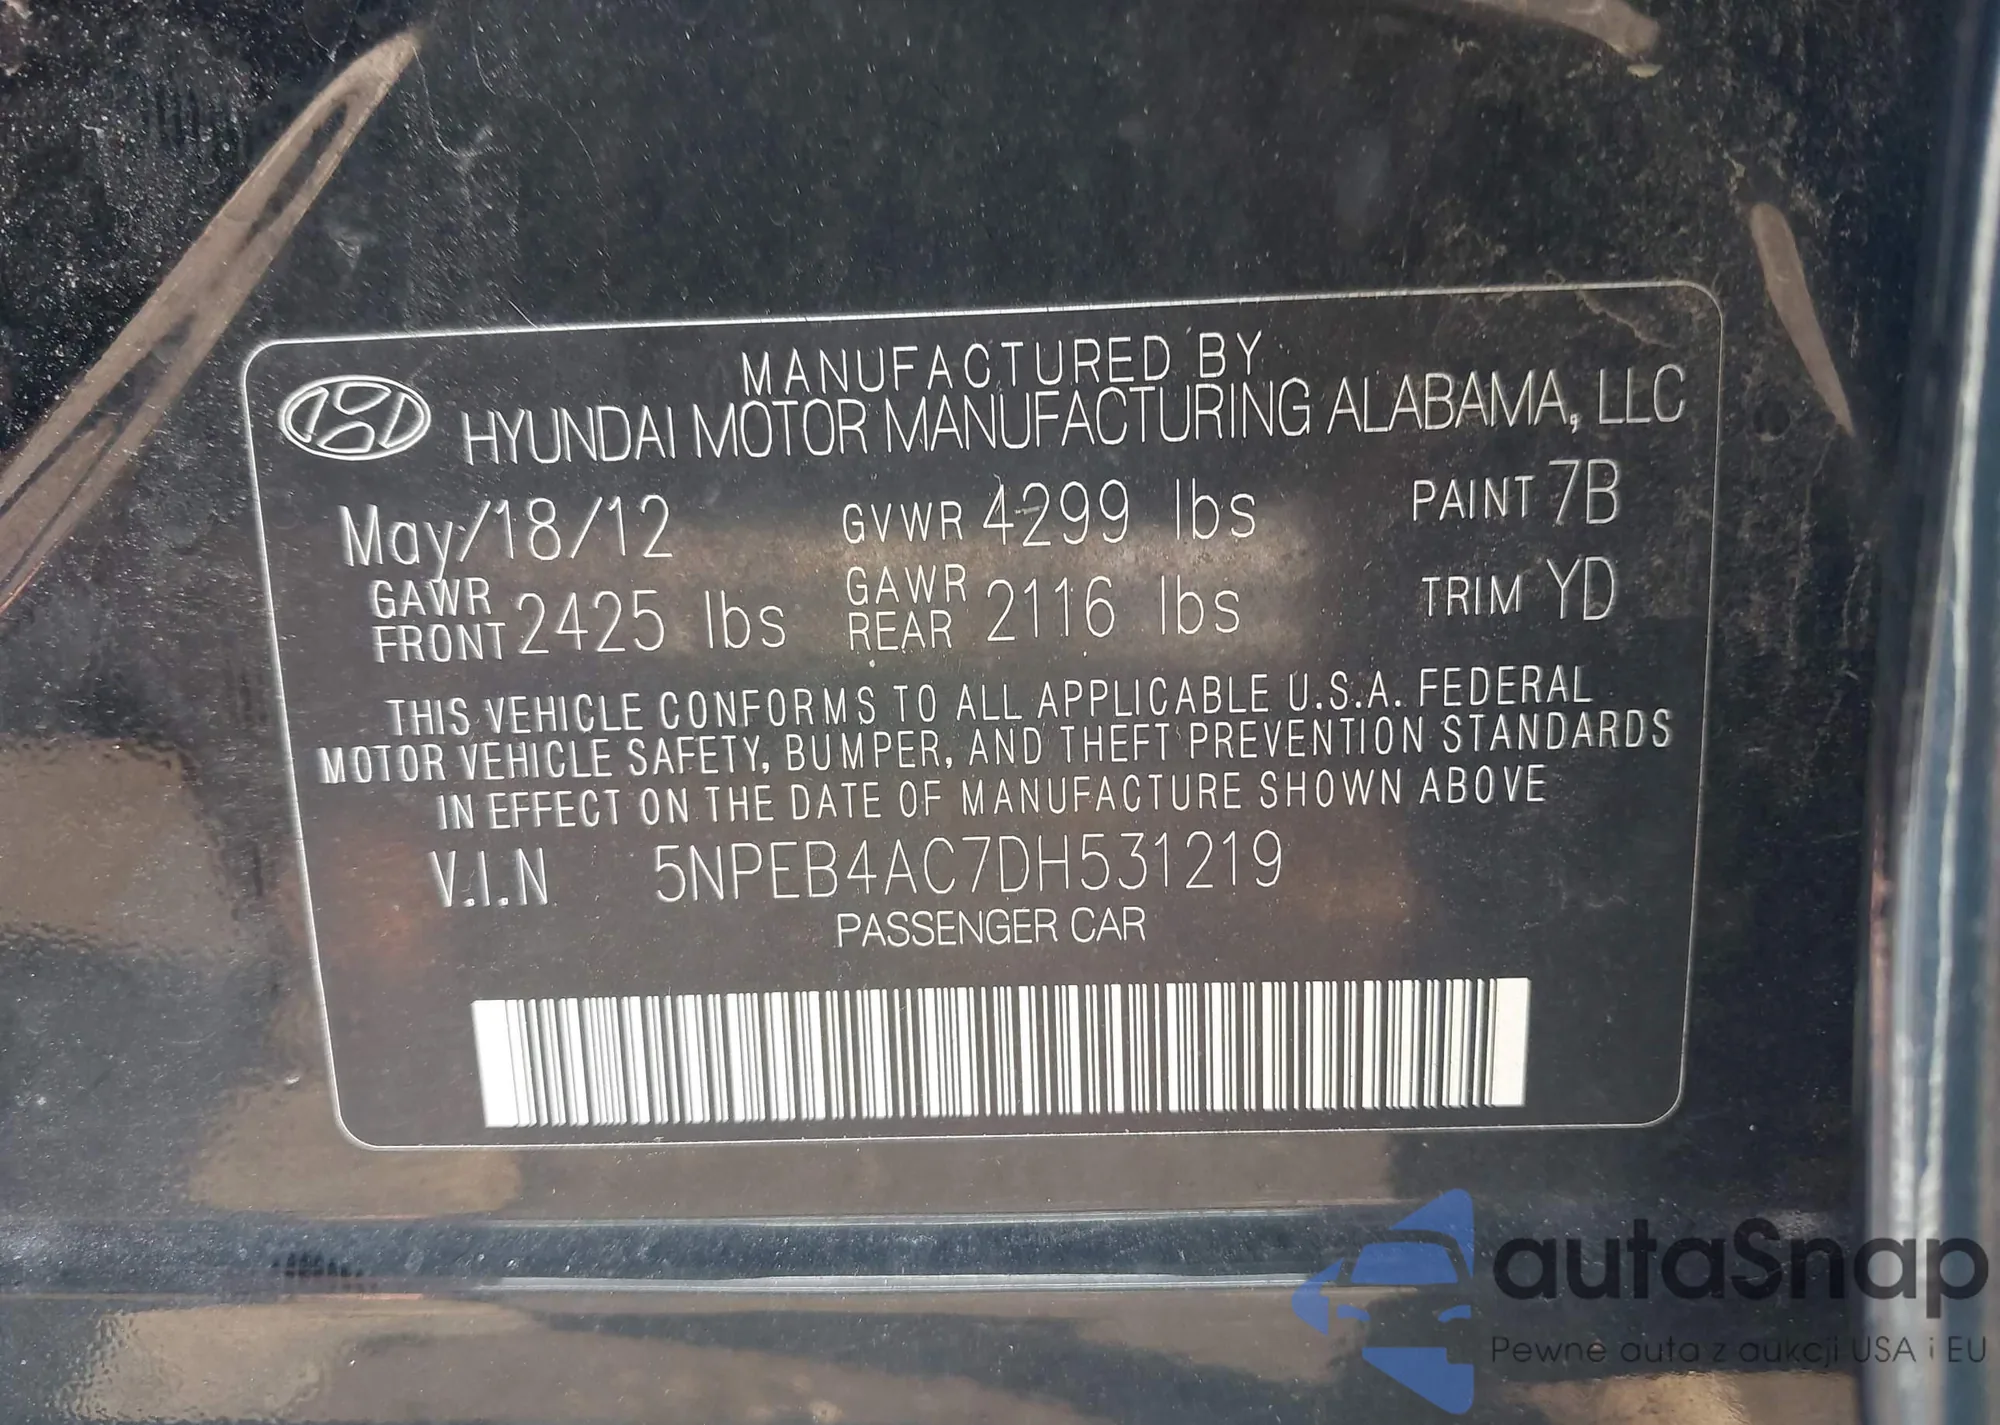 MANUFACTURED BY
HYUNDAI MOTOR MANUFACTURING ALABAMA, LLC
May/18/12 GVWR 4299 lbs PAINT 7B
GAWR FRONT 2425 lbs GAWR REAR 2116 lbs TRIM YD
THIS VEHICLE CONFORMS TO ALL APPLICABLE U.S.A. FEDERAL
MOTOR VEHICLE SAFETY, BUMPER, AND THEFT PREVENTION STANDARDS
IN EFFECT ON THE DATE OF MANUFACTURE SHOWN ABOVE
V.I.N 5NPEB4AC7DH531219
PASSENGER CAR
autaSnap
Pewne auta z aukcji USA i EU